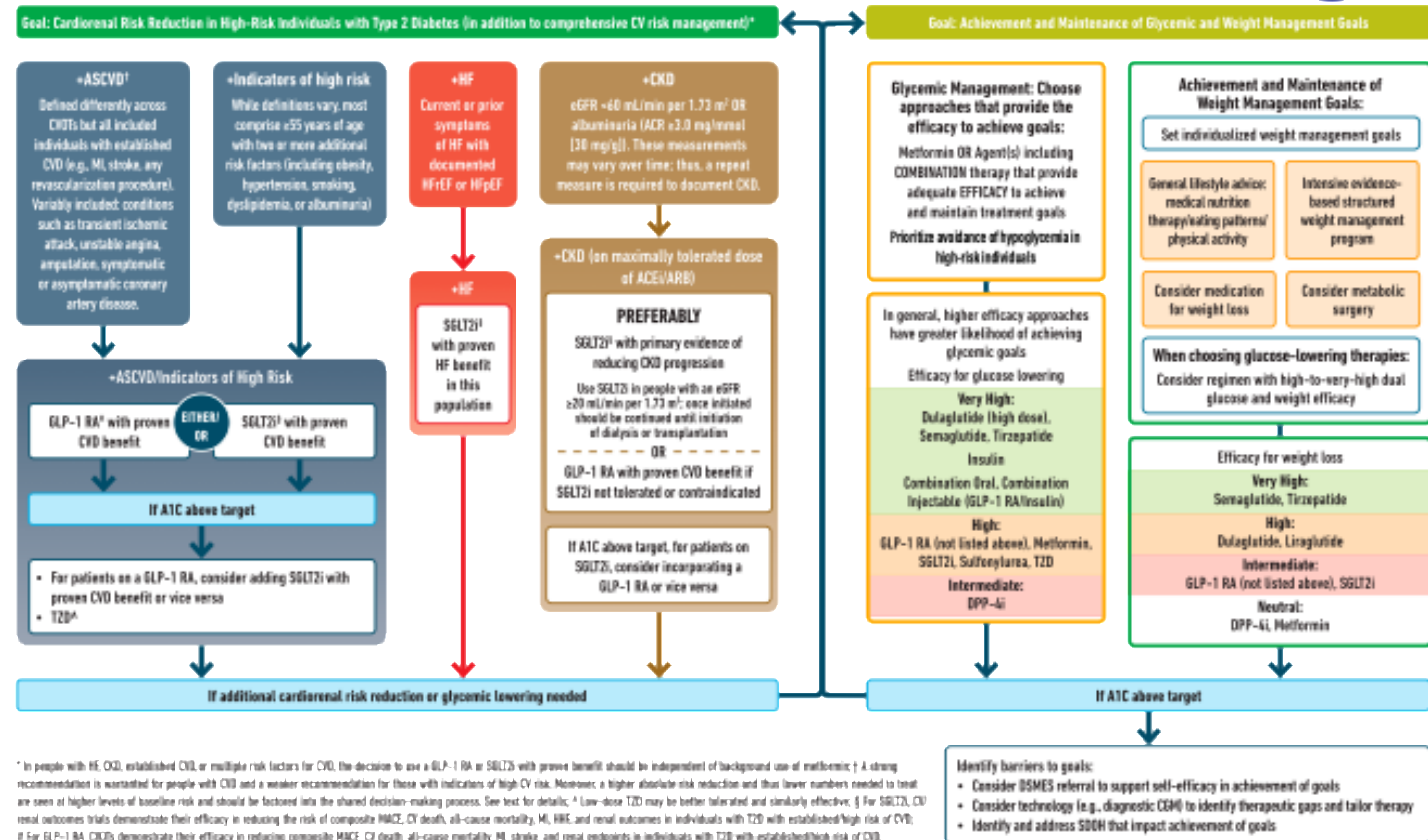 Goal: Cardiorenal Risk Reduction in High-Risk Individuals with Type 2 Diabetes (in addition to comprehensive CV risk management)*
Goal: Achievement and Maintenance of Glycemic and Weight Management Goals
+ASCVD†
Defined differently across
CVOTs but all included
individuals with established
CVD (e.g., MI, stroke, any
revascularization procedure).
Variably included: conditions
such as transient ischemic
attack, unstable angina,
amputation, symptomatic
or asymptomatic coronary
artery disease.
+Indicators of high risk
While definitions vary, most
comprise ≥55 years of age
with two or more additional
risk factors (including obesity,
hypertension, smoking,
dyslipidemia, or albuminuria)
+HF
Current or prior
symptoms
of HF with
documented
HFrEF or HFpEF
+CKD
eGFR <60 mL/min per 1.73 m² OR
albuminuria (ACR ≥3.0 mg/mmol
[30 mg/g]). These measurements
may vary over time; thus, a repeat
measure is required to document CKD.
+ASCVD/Indicators of High Risk
GLP-1 RA# with proven
CVD benefit
EITHER/
OR
SGLT2i§ with proven
CVD benefit
If A1C above target
• For patients on a GLP-1 RA, consider adding SGLT2i with
proven CVD benefit or vice versa
• TZD^
+HF
SGLT2i§
with proven
HF benefit
in this
population
+CKD (on maximally tolerated dose
of ACEi/ARB)
PREFERABLY
SGLT2i§ with primary evidence of
reducing CKD progression
Use SGLT2i in people with an eGFR
≥20 mL/min per 1.73 m²; once initiated
should be continued until initiation
of dialysis or transplantation
OR
GLP-1 RA with proven CVD benefit if
SGLT2i not tolerated or contraindicated
If A1C above target, for patients on
SGLT2i, consider incorporating a
GLP-1 RA or vice versa
If additional cardiorenal risk reduction or glycemic lowering needed
Glycemic Management: Choose
approaches that provide the
efficacy to achieve goals:
Metformin OR Agent(s) including
COMBINATION therapy that provide
adequate EFFICACY to achieve
and maintain treatment goals
Prioritize avoidance of hypoglycemia in
high-risk individuals
In general, higher efficacy approaches
have greater likelihood of achieving
glycemic goals
Efficacy for glucose lowering
Very High:
Dulaglutide (high dose),
Semaglutide, Tirzepatide
Insulin
Combination Oral, Combination
Injectable (GLP-1 RA/Insulin)
High:
GLP-1 RA (not listed above), Metformin,
SGLT2i, Sulfonylurea, TZD
Intermediate:
DPP-4i
Achievement and Maintenance of
Weight Management Goals:
Set individualized weight management goals
General lifestyle advice:
medical nutrition
therapy/eating patterns/
physical activity
Intensive evidence-
based structured
weight management
program
Consider medication
for weight loss
Consider metabolic
surgery
When choosing glucose-lowering therapies:
Consider regimen with high-to-very-high dual
glucose and weight efficacy
Efficacy for weight loss
Very High:
Semaglutide, Tirzepatide
High:
Dulaglutide, Liraglutide
Intermediate:
GLP-1 RA (not listed above), SGLT2i
Neutral:
DPP-4i, Metformin
If A1C above target
Identify barriers to goals:
• Consider DSMES referral to support self-efficacy in achievement of goals
• Consider technology (e.g., diagnostic CGM) to identify therapeutic gaps and tailor therapy
• Identify and address SDOH that impact achievement of goals
* In people with HF, CKD, established CVD, or multiple risk factors for CVD, the decision to use a GLP-1 RA or SGLT2i with proven benefit should be independent of background use of metformin; † A strong
recommendation is warranted for people with CVD and a weaker recommendation for those with indicators of high CV risk. Moreover, a higher absolute risk reduction and thus lower numbers needed to treat
are seen at higher levels of baseline risk and should be factored into the shared decision-making process. See text for details; ^ Low-dose TZD may be better tolerated and similarly effective; § For SGLT2i, CV/
renal outcomes trials demonstrate their efficacy in reducing the risk of composite MACE, CV death, all-cause mortality, MI, HHF, and renal outcomes in individuals with T2D with established/high risk of CVD;
# For GLP-1 RA, CVOTs demonstrate their efficacy in reducing composite MACE, CV death, all-cause mortality, MI, stroke, and renal endpoints in individuals with T2D with established/high risk of CVD.